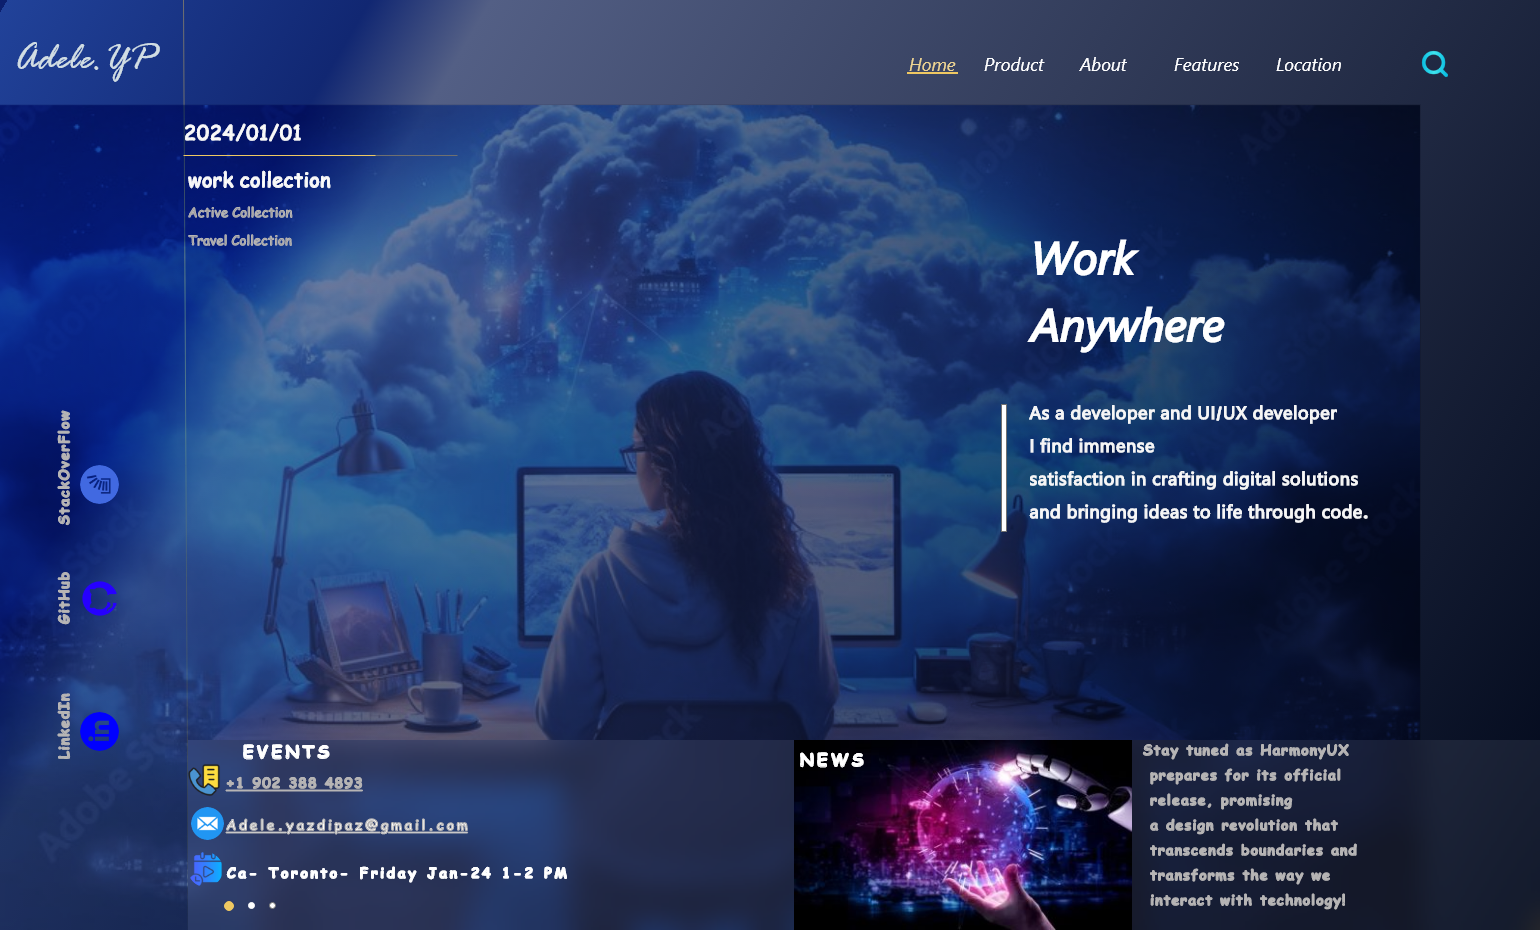 Adele. YP
Home Product About Features Location
2024/01/01
work collection
Active Collection
Travel Collection
Work
Anywhere
As a developer and UI/UX developer
I find immense
satisfaction in crafting digital solutions
and bringing ideas to life through code.
StackOverFlow
GitHub
LinkedIn
in
EVENTS
+1 902 388 4893
Adele.yazdipaz@gmail.com
Ca- Toronto- Friday Jan-24 1-2 PM
NEWS
Stay tuned as HarmonyUX
prepares for its official
release, promising
a design revolution that
transcends boundaries and
transforms the way we
interact with technology!
Adobe Stock